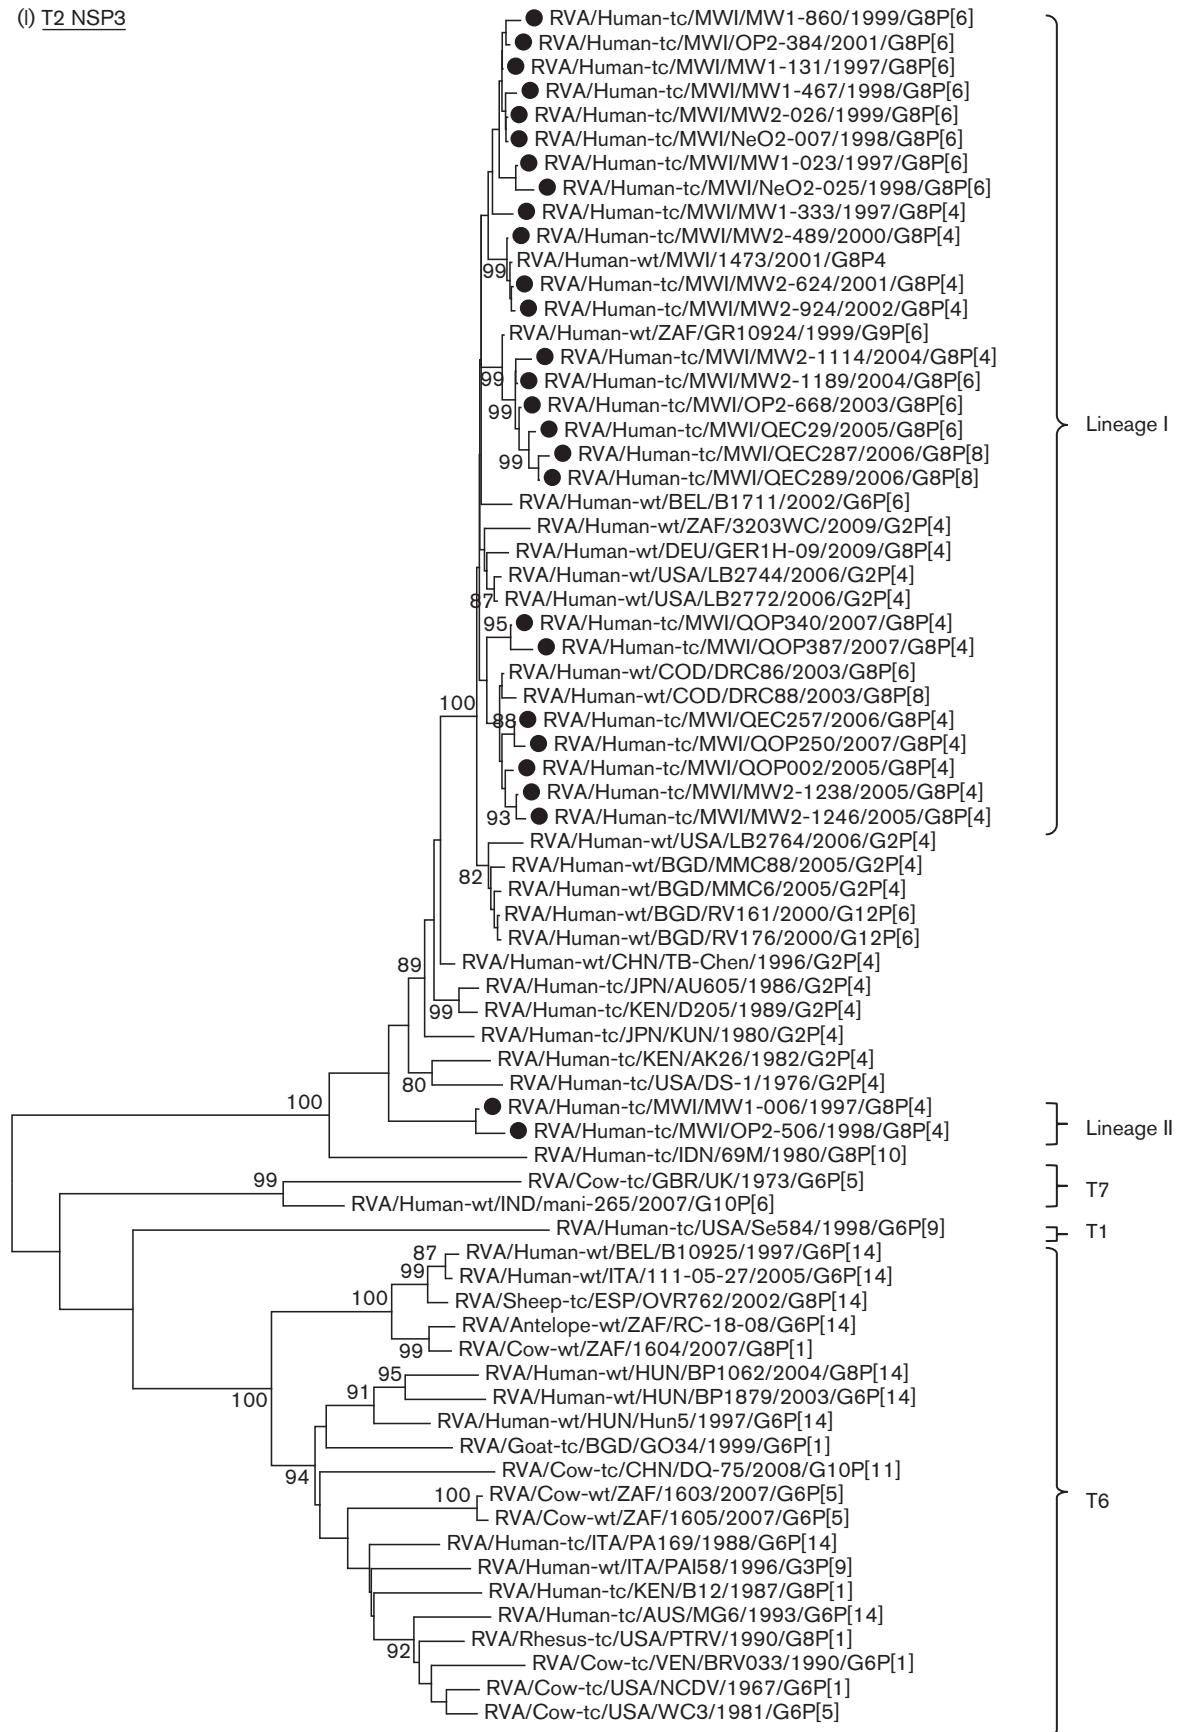 (l) T2 NSP3
RVA/Human-tc/MWI/MW1-860/1999/G8P[6]
RVA/Human-tc/MWI/OP2-384/2001/G8P[6]
RVA/Human-tc/MWI/MW1-131/1997/G8P[6]
RVA/Human-tc/MWI/MW1-467/1998/G8P[6]
RVA/Human-tc/MWI/MW2-026/1999/G8P[6]
RVA/Human-tc/MWI/NeO2-007/1998/G8P[6]
RVA/Human-tc/MWI/MW1-023/1997/G8P[6]
RVA/Human-tc/MWI/NeO2-025/1998/G8P[6]
RVA/Human-tc/MWI/MW1-333/1997/G8P[4]
RVA/Human-tc/MWI/MW2-489/2000/G8P[4]
RVA/Human-wt/MWI/1473/2001/G8P4
99
RVA/Human-tc/MWI/MW2-624/2001/G8P[4]
RVA/Human-tc/MWI/MW2-924/2002/G8P[4]
RVA/Human-wt/ZAF/GR10924/1999/G9P[6]
RVA/Human-tc/MWI/MW2-1114/2004/G8P[4]
99
RVA/Human-tc/MWI/MW2-1189/2004/G8P[6]
RVA/Human-tc/MWI/OP2-668/2003/G8P[6]
99
Lineage I
RVA/Human-tc/MWI/QEC29/2005/G8P[6]
RVA/Human-tc/MWI/QEC287/2006/G8P[8]
99
RVA/Human-tc/MWI/QEC289/2006/G8P[8]
RVA/Human-wt/BEL/B1711/2002/G6P[6]
RVA/Human-wt/ZAF/3203WC/2009/G2P[4]
RVA/Human-wt/DEU/GER1H-09/2009/G8P[4]
RVA/Human-wt/USA/LB2744/2006/G2P[4]
87
RVA/Human-wt/USA/LB2772/2006/G2P[4]
95
RVA/Human-tc/MWI/QOP340/2007/G8P[4]
RVA/Human-tc/MWI/QOP387/2007/G8P[4]
RVA/Human-wt/COD/DRC86/2003/G8P[6]
RVA/Human-wt/COD/DRC88/2003/G8P[8]
100
88
RVA/Human-tc/MWI/QEC257/2006/G8P[4]
RVA/Human-tc/MWI/QOP250/2007/G8P[4]
RVA/Human-tc/MWI/QOP002/2005/G8P[4]
RVA/Human-tc/MWI/MW2-1238/2005/G8P[4]
93
RVA/Human-tc/MWI/MW2-1246/2005/G8P[4]
RVA/Human-wt/USA/LB2764/2006/G2P[4]
RVA/Human-wt/BGD/MMC88/2005/G2P[4]
82
RVA/Human-wt/BGD/MMC6/2005/G2P[4]
RVA/Human-wt/BGD/RV161/2000/G12P[6]
RVA/Human-wt/BGD/RV176/2000/G12P[6]
89
RVA/Human-wt/CHN/TB-Chen/1996/G2P[4]
RVA/Human-tc/JPN/AU605/1986/G2P[4]
99
RVA/Human-tc/KEN/D205/1989/G2P[4]
RVA/Human-tc/JPN/KUN/1980/G2P[4]
RVA/Human-tc/KEN/AK26/1982/G2P[4]
80
RVA/Human-tc/USA/DS-1/1976/G2P[4]
100
RVA/Human-tc/MWI/MW1-006/1997/G8P[4]
Lineage II
RVA/Human-tc/MWI/OP2-506/1998/G8P[4]
RVA/Human-tc/IDN/69M/1980/G8P[10]
99
RVA/Cow-tc/GBR/UK/1973/G6P[5]
T7
RVA/Human-wt/IND/mani-265/2007/G10P[6]
RVA/Human-tc/USA/Se584/1998/G6P[9]
T1
87
RVA/Human-wt/BEL/B10925/1997/G6P[14]
99
RVA/Human-wt/ITA/111-05-27/2005/G6P[14]
100
RVA/Sheep-tc/ESP/OVR762/2002/G8P[14]
RVA/Antelope-wt/ZAF/RC-18-08/G6P[14]
99
RVA/Cow-wt/ZAF/1604/2007/G8P[1]
95
RVA/Human-wt/HUN/BP1062/2004/G8P[14]
100
91
RVA/Human-wt/HUN/BP1879/2003/G6P[14]
RVA/Human-wt/HUN/Hun5/1997/G6P[14]
RVA/Goat-tc/BGD/GO34/1999/G6P[1]
94
RVA/Cow-tc/CHN/DQ-75/2008/G10P[11]
100
RVA/Cow-wt/ZAF/1603/2007/G6P[5]
T6
RVA/Cow-wt/ZAF/1605/2007/G6P[5]
RVA/Human-tc/ITA/PA169/1988/G6P[14]
RVA/Human-wt/ITA/PAI58/1996/G3P[9]
RVA/Human-tc/KEN/B12/1987/G8P[1]
RVA/Human-tc/AUS/MG6/1993/G6P[14]
92
RVA/Rhesus-tc/USA/PTRV/1990/G8P[1]
RVA/Cow-tc/VEN/BRV033/1990/G6P[1]
RVA/Cow-tc/USA/NCDV/1967/G6P[1]
RVA/Cow-tc/USA/WC3/1981/G6P[5]